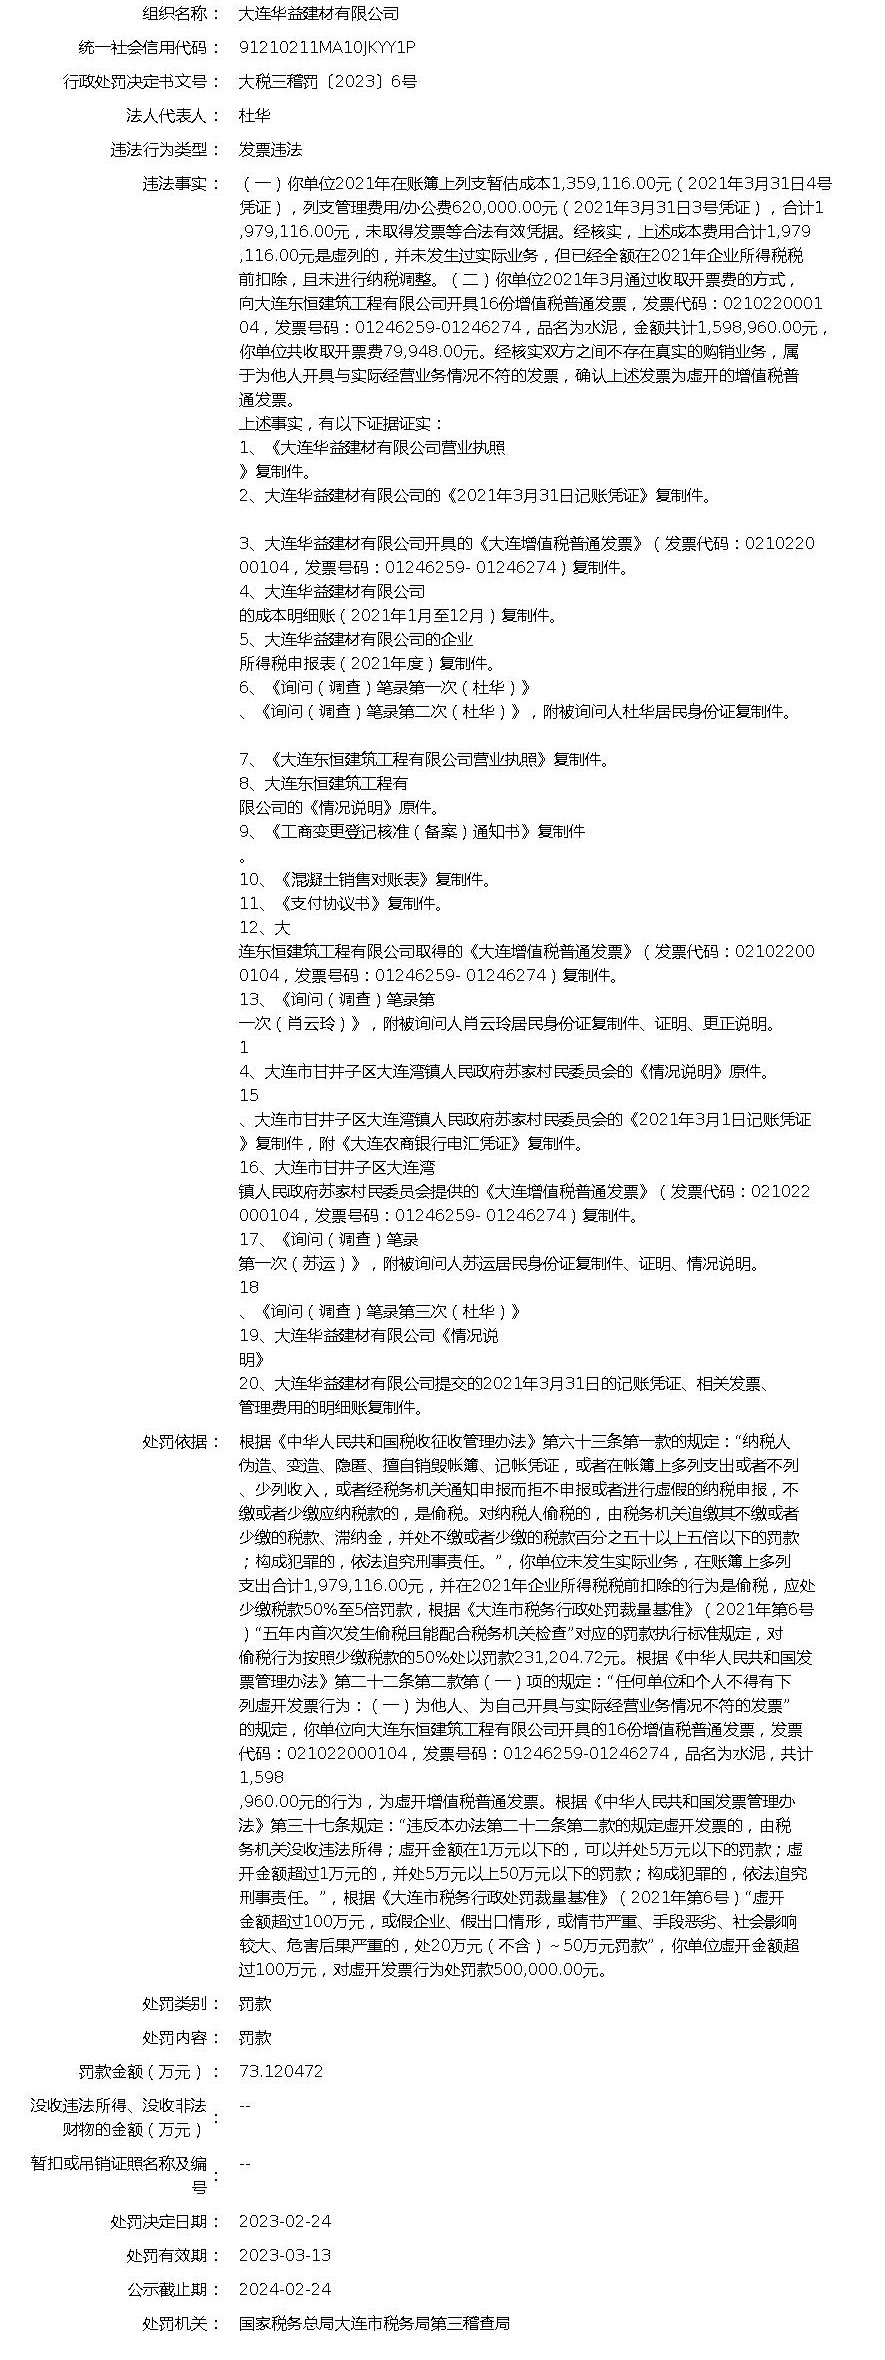 组织名称： 大连华益建材有限公司
统一社会信用代码： 91210211MA10JKYY1P
行政处罚决定书文号： 大税三稽罚〔2023〕6号
法人代表人： 杜华
违法行为类型： 发票违法
违法事实： （一）你单位2021年在账簿上列支暂估成本1,359,116.00元（2021年3月31日4号
凭证），列支管理费用/办公费620,000.00元（2021年3月31日3号凭证），合计1
,979,116.00元，未取得发票等合法有效凭据。经核实，上述成本费用合计1,979
,116.00元是虚列的，并未发生过实际业务，但已经全额在2021年企业所得税税
前扣除，且未进行纳税调整。（二）你单位2021年3月通过收取开票费的方式，
向大连东恒建筑工程有限公司开具16份增值税普通发票，发票代码：0210220001
04，发票号码：01246259-01246274，品名为水泥，金额共计1,598,960.00元，
你单位共收取开票费79,948.00元。经核实双方之间不存在真实的购销业务，属
于为他人开具与实际经营业务情况不符的发票，确认上述发票为虚开的增值税普
通发票。
上述事实，有以下证据证实：
1、《大连华益建材有限公司营业执照
》复制件。
2、大连华益建材有限公司的《2021年3月31日记账凭证》复制件。
3、大连华益建材有限公司开具的《大连增值税普通发票》（发票代码：0210220
00104，发票号码：01246259- 01246274）复制件。
4、大连华益建材有限公司
的成本明细账（2021年1月至12月）复制件。
5、大连华益建材有限公司的企业
所得税申报表（2021年度）复制件。
6、《询问（调查）笔录第一次（杜华）》
、《询问（调查）笔录第二次（杜华）》，附被询问人杜华居民身份证复制件。
7、《大连东恒建筑工程有限公司营业执照》复制件。
8、大连东恒建筑工程有
限公司的《情况说明》原件。
9、《工商变更登记核准（备案）通知书》复制件
。
10、《混凝土销售对账表》复制件。
11、《支付协议书》复制件。
12、大
连东恒建筑工程有限公司取得的《大连增值税普通发票》（发票代码：02102200
0104，发票号码：01246259- 01246274）复制件。
13、《询问（调查）笔录第
一次（肖云玲）》，附被询问人肖云玲居民身份证复制件、证明、更正说明。
1
4、大连市甘井子区大连湾镇人民政府苏家村民委员会的《情况说明》原件。
15
、大连市甘井子区大连湾镇人民政府苏家村民委员会的《2021年3月1日记账凭证
》复制件，附《大连农商银行电汇凭证》复制件。
16、大连市甘井子区大连湾
镇人民政府苏家村民委员会提供的《大连增值税普通发票》（发票代码：021022
000104，发票号码：01246259- 01246274）复制件。
17、《询问（调查）笔录
第一次（苏运）》，附被询问人苏运居民身份证复制件、证明、情况说明。
18
、《询问（调查）笔录第三次（杜华）》
19、大连华益建材有限公司《情况说
明》
20、大连华益建材有限公司提交的2021年3月31日的记账凭证、相关发票、
管理费用的明细账复制件。
处罚依据： 根据《中华人民共和国税收征收管理办法》第六十三条第一款的规定：“纳税人
伪造、变造、隐匿、擅自销毁帐簿、记帐凭证，或者在帐簿上多列支出或者不列
、少列收入，或者经税务机关通知申报而拒不申报或者进行虚假的纳税申报，不
缴或者少缴应纳税款的，是偷税。对纳税人偷税的，由税务机关追缴其不缴或者
少缴的税款、滞纳金，并处不缴或者少缴的税款百分之五十以上五倍以下的罚款
；构成犯罪的，依法追究刑事责任。”，你单位未发生实际业务，在账簿上多列
支出合计1,979,116.00元，并在2021年企业所得税税前扣除的行为是偷税，应处
少缴税款50%至5倍罚款，根据《大连市税务行政处罚裁量基准》（2021年第6号
）“五年内首次发生偷税且能配合税务机关检查”对应的罚款执行标准规定，对
偷税行为按照少缴税款的50%处以罚款231,204.72元。根据《中华人民共和国发
票管理办法》第二十二条第二款第（一）项的规定：“任何单位和个人不得有下
列虚开发票行为：（一）为他人、为自己开具与实际经营业务情况不符的发票”
的规定，你单位向大连东恒建筑工程有限公司开具的16份增值税普通发票，发票
代码：021022000104，发票号码：01246259-01246274，品名为水泥，共计
1,598
,960.00元的行为，为虚开增值税普通发票。根据《中华人民共和国发票管理办
法》第三十七条规定：“违反本办法第二十二条第二款的规定虚开发票的，由税
务机关没收违法所得；虚开金额在1万元以下的，可以并处5万元以下的罚款；虚
开金额超过1万元的，并处5万元以上50万元以下的罚款；构成犯罪的，依法追究
刑事责任。”，根据《大连市税务行政处罚裁量基准》（2021年第6号）“虚开
金额超过100万元，或假企业、假出口情形，或情节严重、手段恶劣、社会影响
较大、危害后果严重的，处20万元（不含）～50万元罚款”，你单位虚开金额超
过100万元，对虚开发票行为处罚款500,000.00元。
处罚类别： 罚款
处罚内容： 罚款
罚款金额（万元）： 73.120472
没收违法所得、没收非法
财物的金额（万元）： --
暂扣或吊销证照名称及编
号： --
处罚决定日期： 2023-02-24
处罚有效期： 2023-03-13
公示截止期： 2024-02-24
处罚机关： 国家税务总局大连市税务局第三稽查局